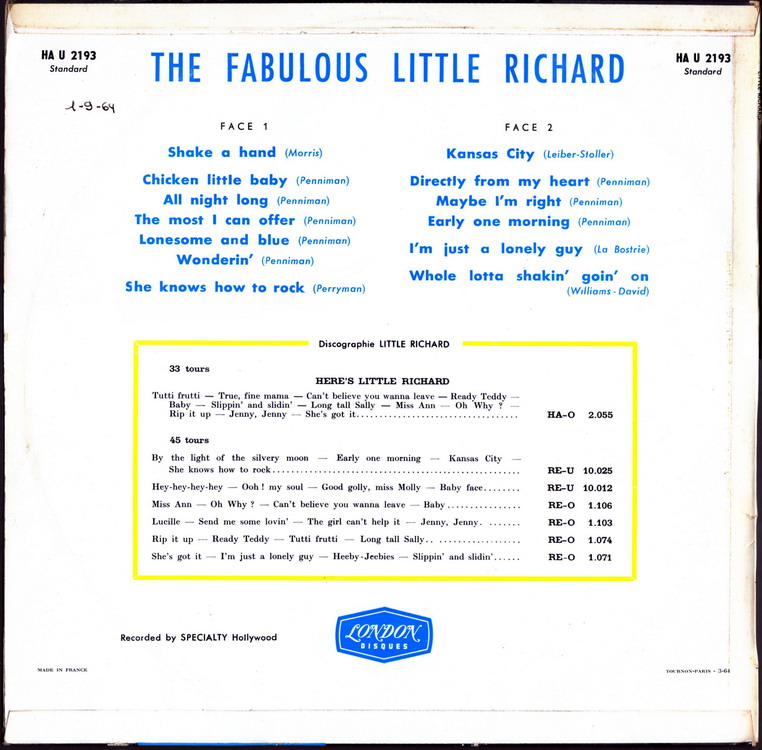 HA U 2193
Standard
THE FABULOUS LITTLE RICHARD
HA U 2193
Standard
1-9-64
FACE 1
Shake a hand (Morris)
Chicken little baby (Penniman)
All night long (Penniman)
The most I can offer (Penniman)
Lonesome and blue (Penniman)
Wonderin' (Penniman)
She knows how to rock (Perryman)
FACE 2
Kansas City (Leiber-Stoller)
Directly from my heart (Penniman)
Maybe I'm right (Penniman)
Early one morning (Penniman)
I'm just a lonely guy (La Bostrie)
Whole lotta shakin' goin' on
(Williams - David)
Discographie LITTLE RICHARD
33 tours
HERE'S LITTLE RICHARD
Tutti frutti — True, fine mama — Can't believe you wanna leave — Ready Teddy —
Baby — Slippin' and slidin' — Long tall Sally — Miss Ann — Oh Why ? —
Rip it up — Jenny, Jenny — She's got it.................................... HA-O 2.055
45 tours
By the light of the silvery moon — Early one morning — Kansas City —
She knows how to rock...................................................... RE-U 10.025
Hey-hey-hey-hey — Ooh ! my soul — Good golly, miss Molly — Baby face........ RE-U 10.012
Miss Ann — Oh Why ? — Can't believe you wanna leave — Baby................ RE-O 1.106
Lucille — Send me some lovin' — The girl can't help it — Jenny, Jenny. ....... RE-O 1.103
Rip it up — Ready Teddy — Tutti frutti — Long tall Sally.. ................... RE-O 1.074
She's got it — I'm just a lonely guy — Heeby-Jeebies — Slippin' and slidin'...... RE-O 1.071
Recorded by SPECIALTY Hollywood
LONDON
DISQUES
MADE IN FRANCE
TOURNON-PARIS - 3-61